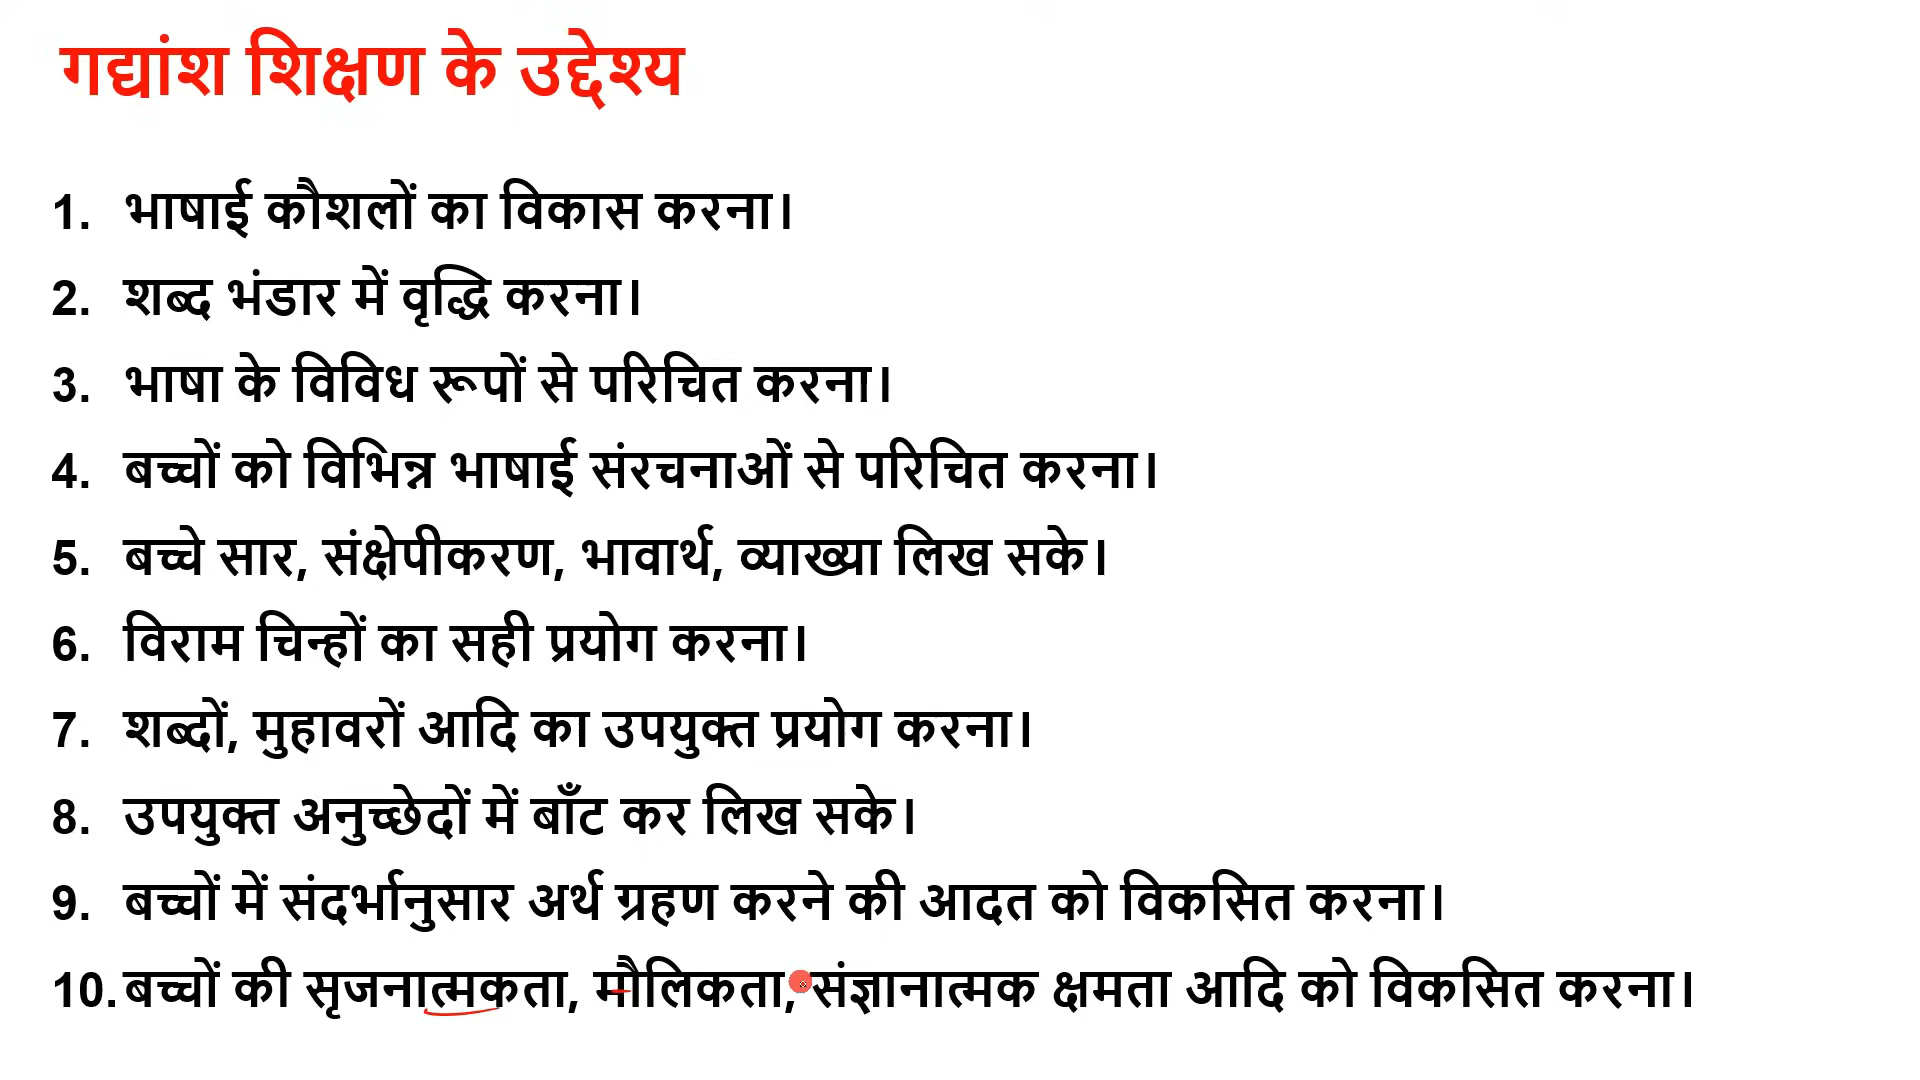 गद्यांश शिक्षण के उद्देश्य
1. भाषाई कौशलों का विकास करना।
2. शब्द भंडार में वृद्धि करना।
3. भाषा के विविध रूपों से परिचित करना।
4. बच्चों को विभिन्न भाषाई संरचनाओं से परिचित करना।
5. बच्चे सार, संक्षेपीकरण, भावार्थ, व्याख्या लिख सके।
6. विराम चिन्हों का सही प्रयोग करना।
7. शब्दों, मुहावरों आदि का उपयुक्त प्रयोग करना।
8. उपयुक्त अनुच्छेदों में बाँट कर लिख सके।
9. बच्चों में संदर्भानुसार अर्थ ग्रहण करने की आदत को विकसित करना।
10. बच्चों की सृजनात्मकता, मौलिकता, संज्ञानात्मक क्षमता आदि को विकसित करना।